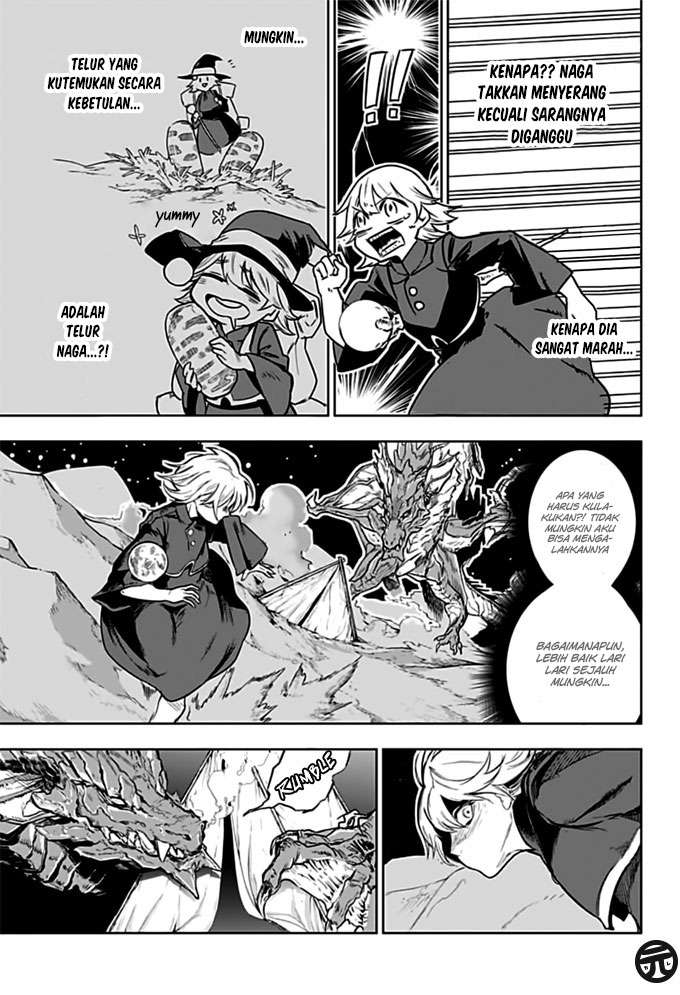 KENAPA?? NAGA
TAKKAN MENYERANG
KECUALI SARANGNYA
DIGANGGU
!!
KENAPA DIA
SANGAT MARAH...
MUNGKIN...
TELUR YANG
KUTEMUKAN SECARA
KEBETULAN...
yummy
ADALAH
TELUR
NAGA...?!
APA YANG
HARUS KULA-
KUKAN?! TIDAK
MUNGKIN AKU
BISA MENGA-
LAHKANNYA
BAGAIMANAPUN,
LEBIH BAIK LARI
LARI SEJAUH
MUNGKIN...
RUMBLE
元